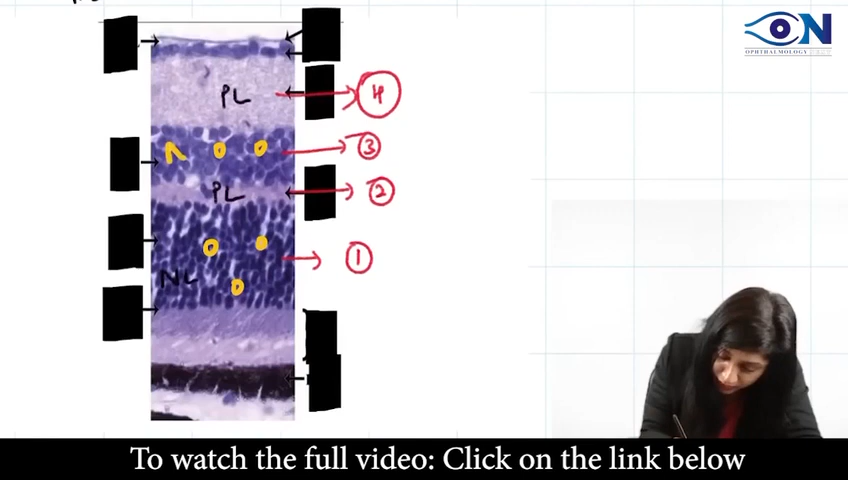 ON
OPHTHALMOLOGY
PL
4
3
PL
2
1
NL
To watch the full video: Click on the link below